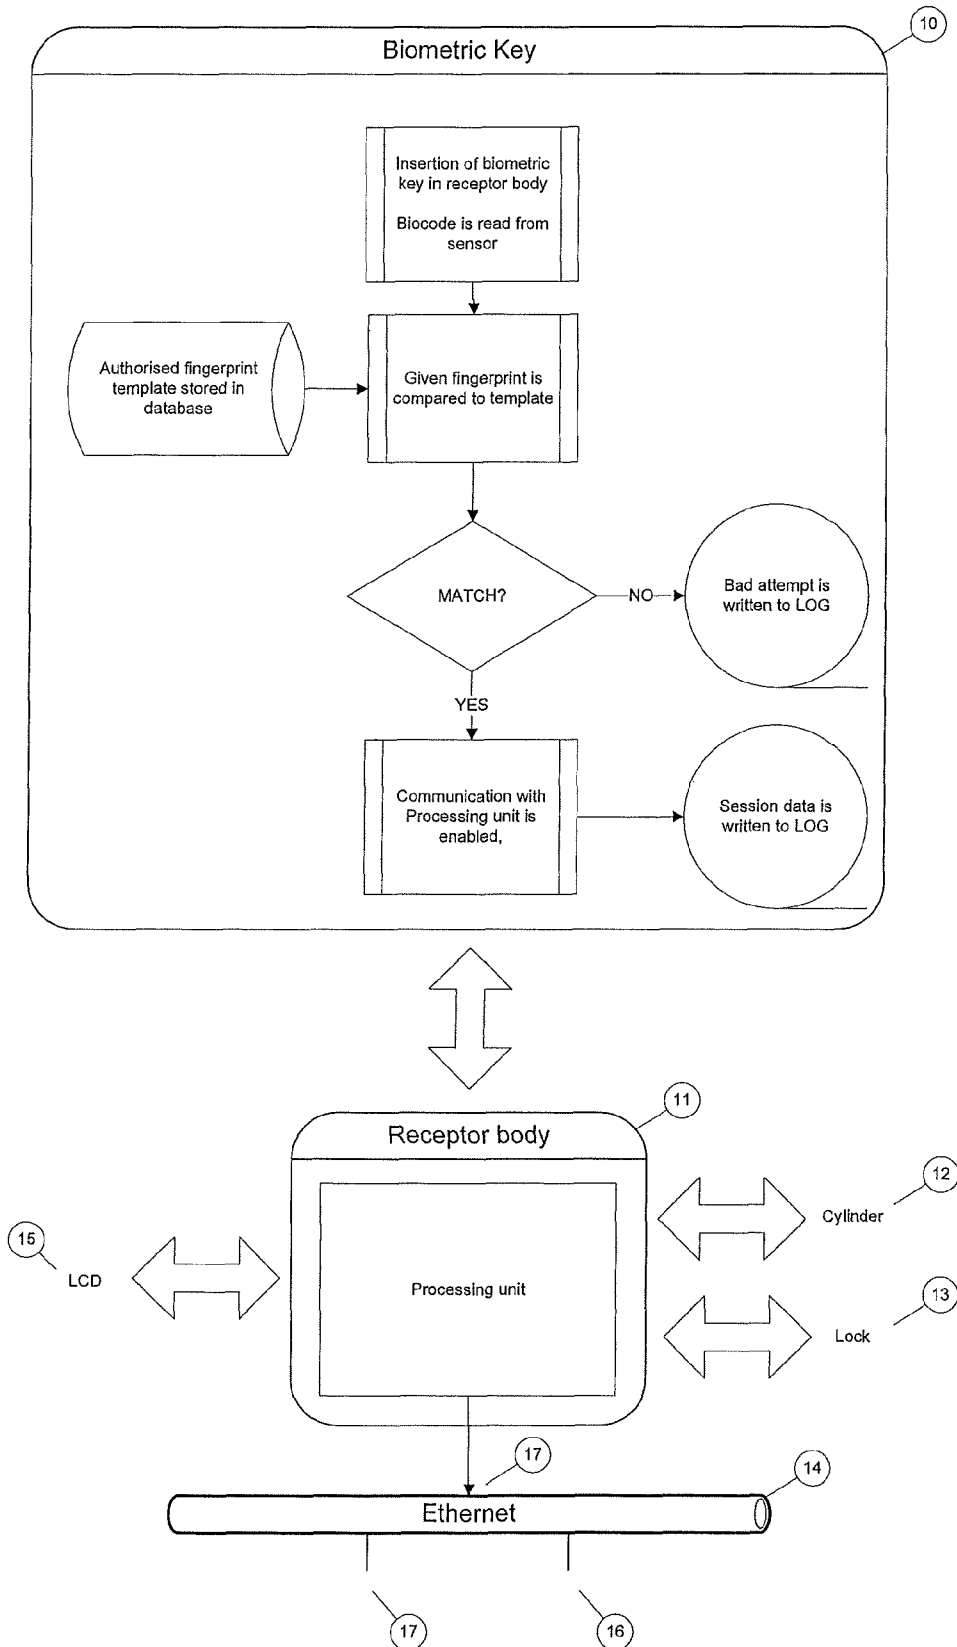 10
Biometric Key
Insertion of biometric
key in receptor body
Biocode is read from
sensor
Authorised fingerprint
template stored in
database
Given fingerprint is
compared to template
MATCH?
NO
Bad attempt is
written to LOG
YES
Communication with
Processing unit is
enabled,
Session data is
written to LOG
11
Receptor body
12
Cylinder
15
LCD
Processing unit
13
Lock
17
14
Ethernet
17
16